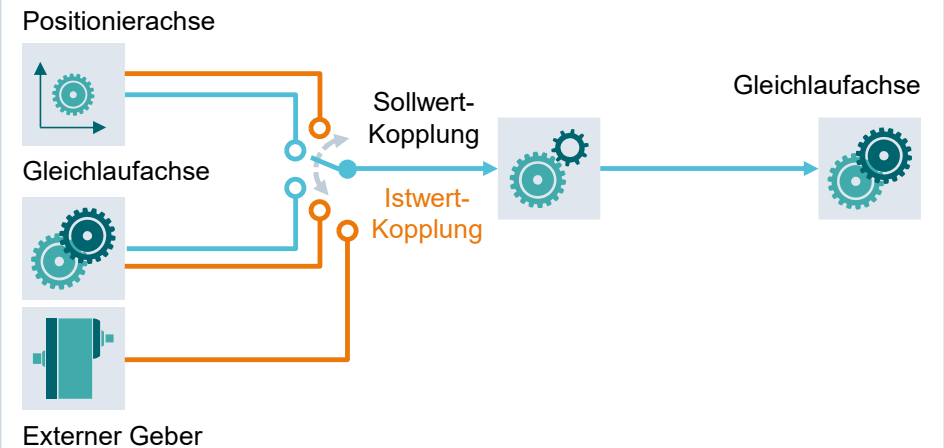 Positionierachse
Gleichlaufachse
Sollwert-
Kopplung
Gleichlaufachse
Istwert-
Kopplung
Externer Geber